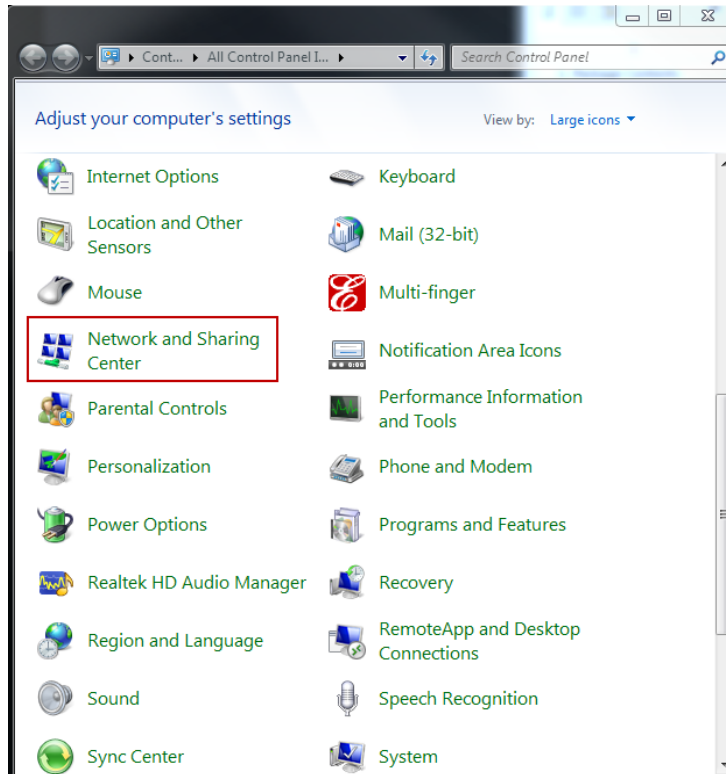 Cont... All Control Panel I... Search Control Panel
Adjust your computer's settings View by: Large icons
Internet Options
Keyboard
Location and Other
Sensors
Mail (32-bit)
Mouse
Multi-finger
Network and Sharing
Center
Notification Area Icons
Parental Controls
Performance Information
and Tools
Personalization
Phone and Modem
Power Options
Programs and Features
Realtek HD Audio Manager
Recovery
Region and Language
RemoteApp and Desktop
Connections
Sound
Speech Recognition
Sync Center
System